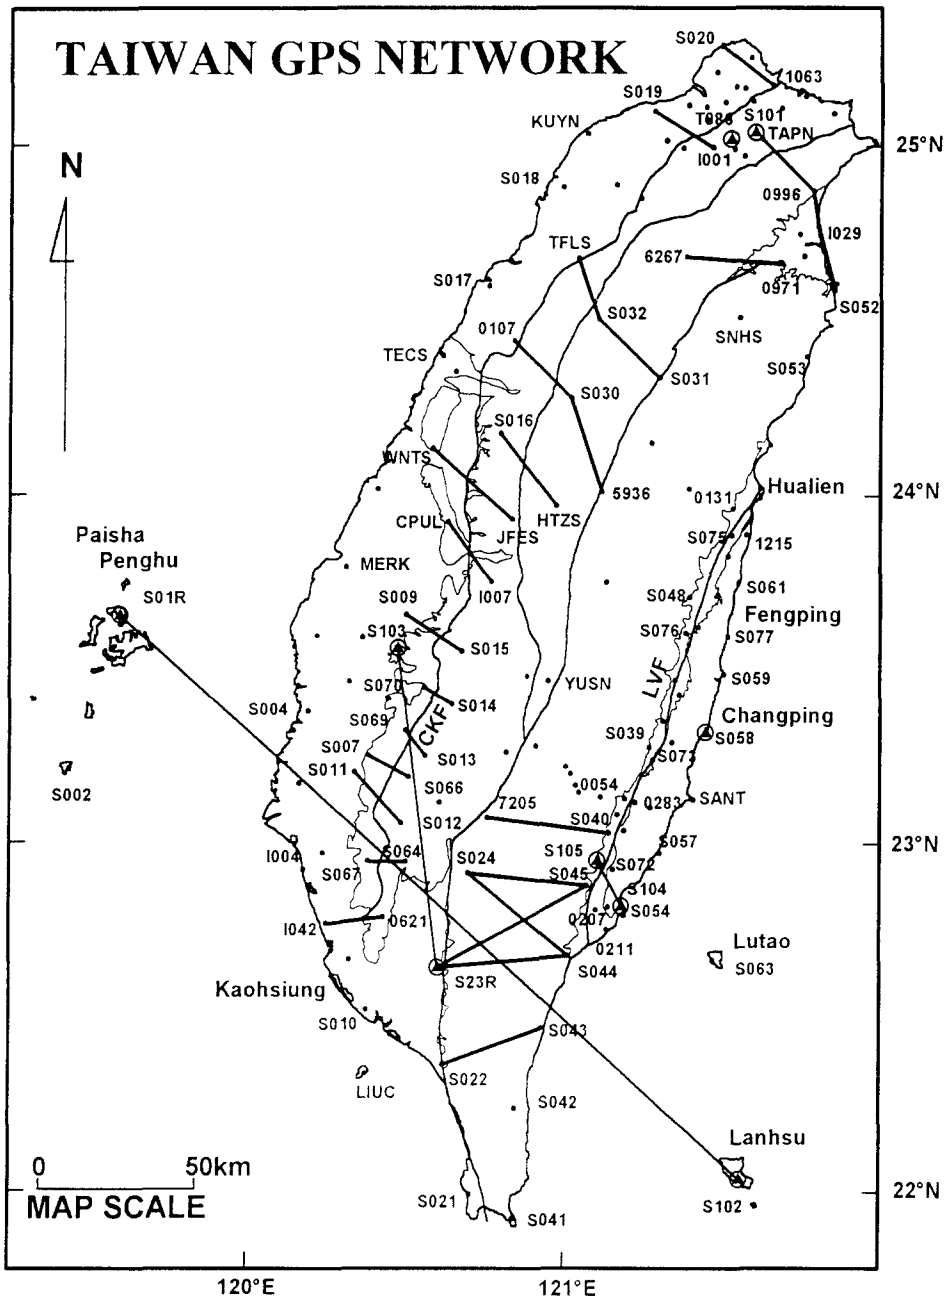 TAIWAN GPS NETWORK
S020
1063
S019
T086
S101
KUYN
TAPN
I001
25°N
N
S018
0996
TFLS
6267
I029
S017
0971
S032
S052
0107
SNHS
TECS
S031
S053
S030
S016
WNTS
5936
0131
Hualien
24°N
CPUL
HTZS
JFES
S075
1215
Paisha
Penghu
MERK
S01R
S009
I007
S048
S061
Fengping
S103
S015
S076
S077
S070
YUSN
LVF
S059
S004
S069
S014
CKF
Changping
S058
S007
S013
S039
S073
S011
S066
0054
S002
7205
0283
SANT
S012
S040
23°N
I004
S064
S024
S105
S057
S067
S045
S072
S104
I042
0621
0207
S054
0211
Lutao
S063
S23R
S044
Kaohsiung
S010
S043
LIUC
S022
S042
Lanhsu
0 50km
MAP SCALE
S021
S041
S102
22°N
120°E
121°E